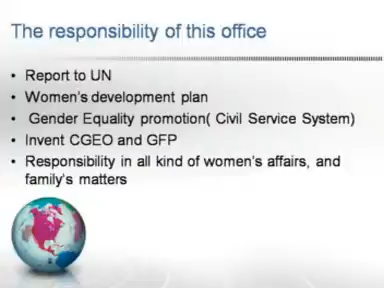 The responsibility of this office
• Report to UN
• Women's development plan
• Gender Equality promotion( Civil Service System)
• Invent CGEO and GFP
• Responsibility in all kind of women's affairs, and
family's matters